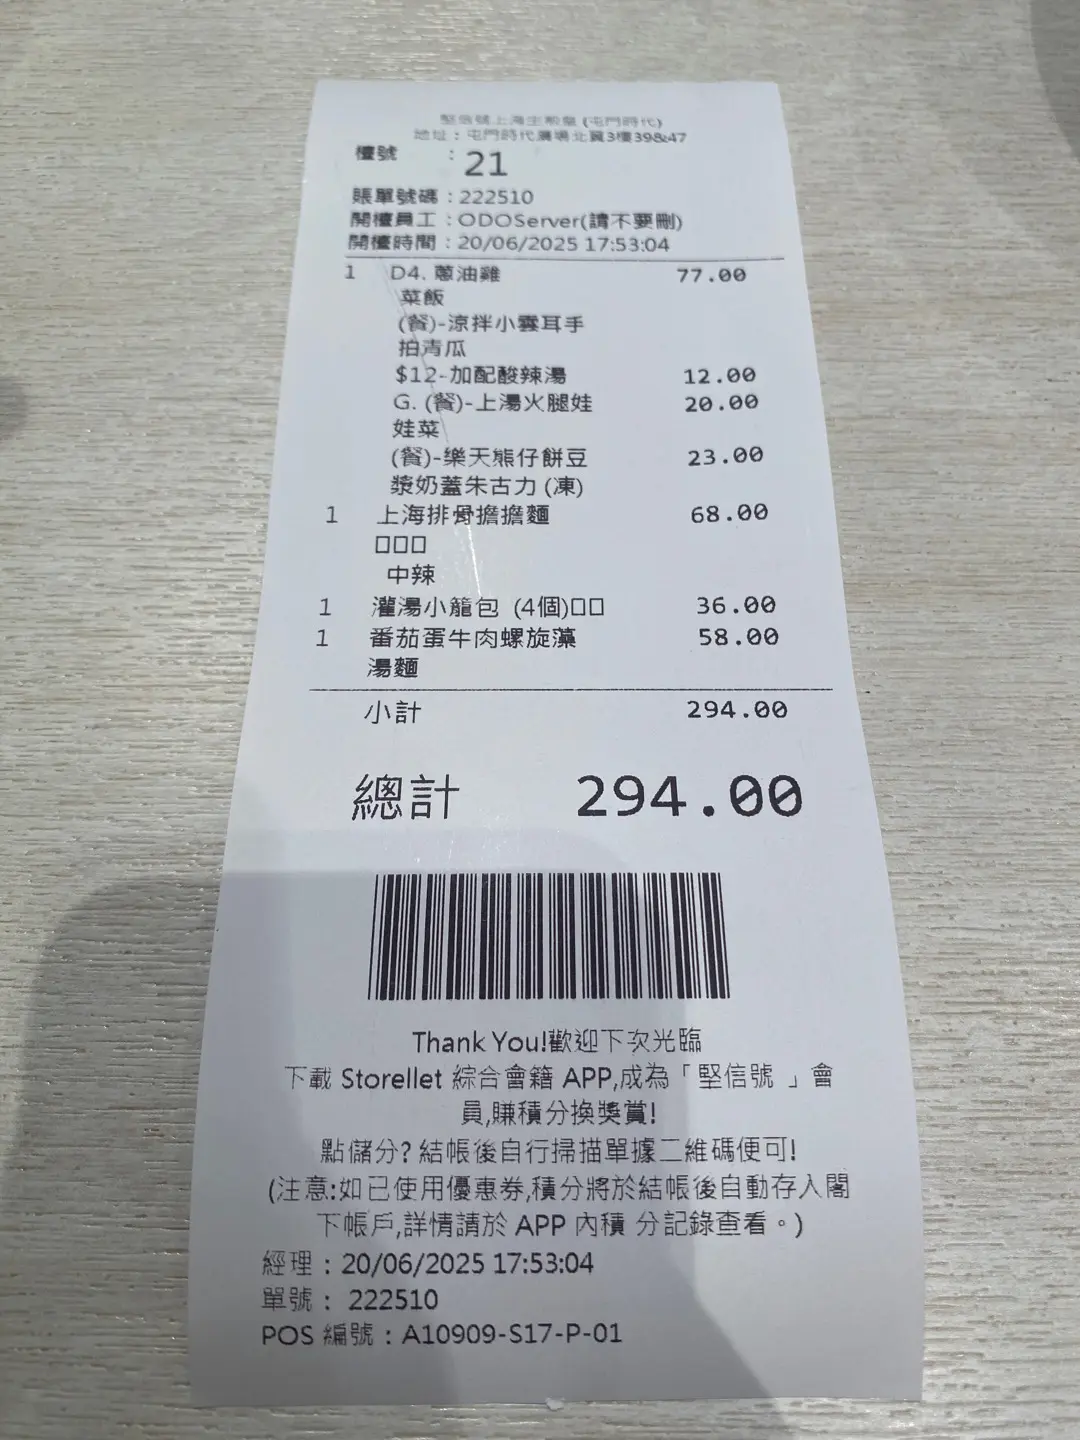 堅信號上海生煎皇 (屯門時代)
地址：屯門時代廣場北翼3樓39&47
檯號 : 21
賬單號碼：222510
開檯員工：ODOServer(請不要刪)
開檯時間：20/06/2025 17:53:04
1 D4. 蔥油雞 77.00
菜飯
(餐)-涼拌小雲耳手
拍青瓜
$12-加配酸辣湯 12.00
G. (餐)-上湯火腿娃 20.00
娃菜
(餐)-樂天熊仔餅豆 23.00
漿奶蓋朱古力 (凍)
1 上海排骨擔擔麵 68.00
□□□
中辣
1 灌湯小籠包 (4個)□□ 36.00
1 番茄蛋牛肉螺旋藻 58.00
湯麵
小計 294.00
總計 294.00
Thank You!歡迎下次光臨
下載 Storellet 綜合會籍 APP,成為「堅信號 」會
員,賺積分換獎賞!
點儲分? 結帳後自行掃描單據二維碼便可!
(注意:如已使用優惠券,積分將於結帳後自動存入閣
下帳戶,詳情請於 APP 內積 分記錄查看。)
經理：20/06/2025 17:53:04
單號： 222510
POS 編號：A10909-S17-P-01